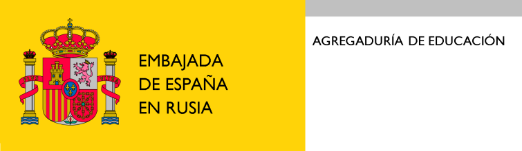 EMBAJADA
DE ESPAÑA
EN RUSIA
AGREGADURÍA DE EDUCACIÓN